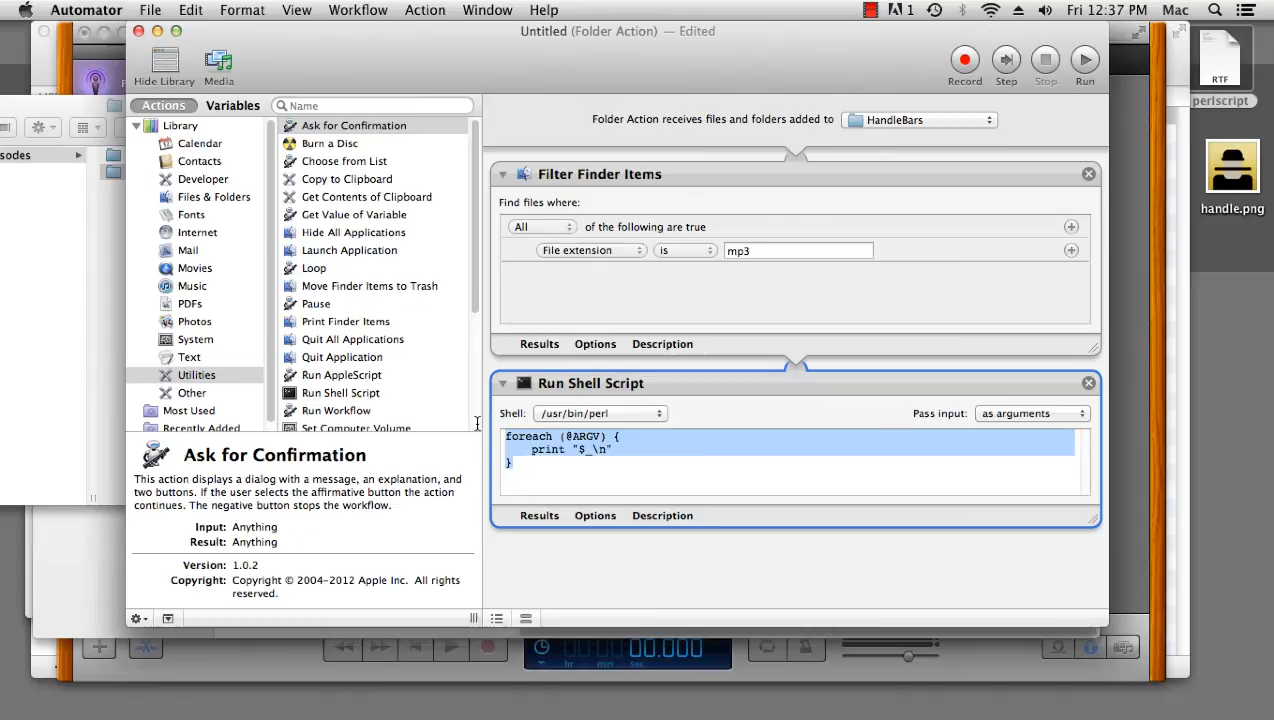 Automator File Edit Format View Workflow Action Window Help 1 Fri 12:37 PM Mac
Untitled (Folder Action) — Edited
Hide Library Media Record Step Stop Run
Actions Variables Name
Library
Calendar
Contacts
Developer
Files & Folders
Fonts
Internet
Mail
Movies
Music
PDFs
Photos
System
Text
Utilities
Other
Most Used
Recently Added
Ask for Confirmation
Burn a Disc
Choose from List
Copy to Clipboard
Get Contents of Clipboard
Get Value of Variable
Hide All Applications
Launch Application
Loop
Move Finder Items to Trash
Pause
Print Finder Items
Quit All Applications
Quit Application
Run AppleScript
Run Shell Script
Run Workflow
Set Computer Volume
Ask for Confirmation
This action displays a dialog with a message, an explanation, and
two buttons. If the user selects the affirmative button the action
continues. The negative button stops the workflow.
Input: Anything
Result: Anything
Version: 1.0.2
Copyright: Copyright © 2004–2012 Apple Inc. All rights
reserved.
Folder Action receives files and folders added to HandleBars
Filter Finder Items
Find files where:
All of the following are true
File extension is mp3
Results Options Description
Run Shell Script
Shell: /usr/bin/perl Pass input: as arguments
foreach (@ARGV) {
print "$_\n"
}
Results Options Description
sodes
RTF
perlscript
handle.png
00.000
hr min sec